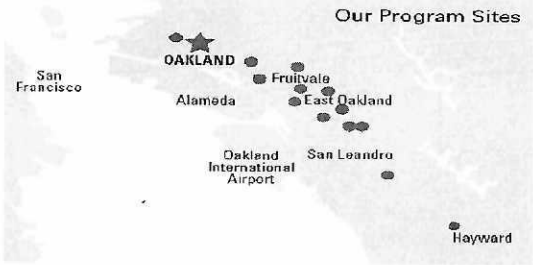 Our Program Sites
OAKLAND
San
Francisco
Fruitvale
Alameda
East Oakland
Oakland
International
Airport
San Leandro
Hayward